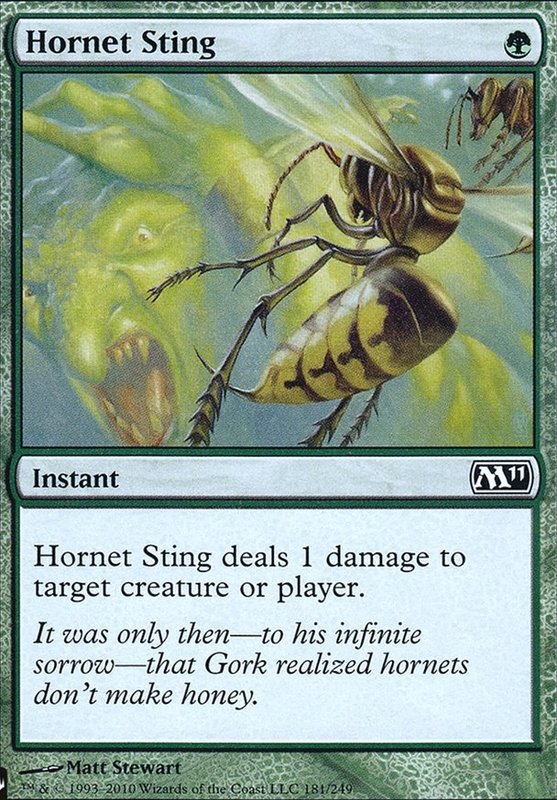 Hornet Sting
Instant
M11
Hornet Sting deals 1 damage to
target creature or player.
It was only then—to his infinite
sorrow—that Gork realized hornets
don't make honey.
Matt Stewart
™ & © 1993–2010 Wizards of the Coast LLC 181/249